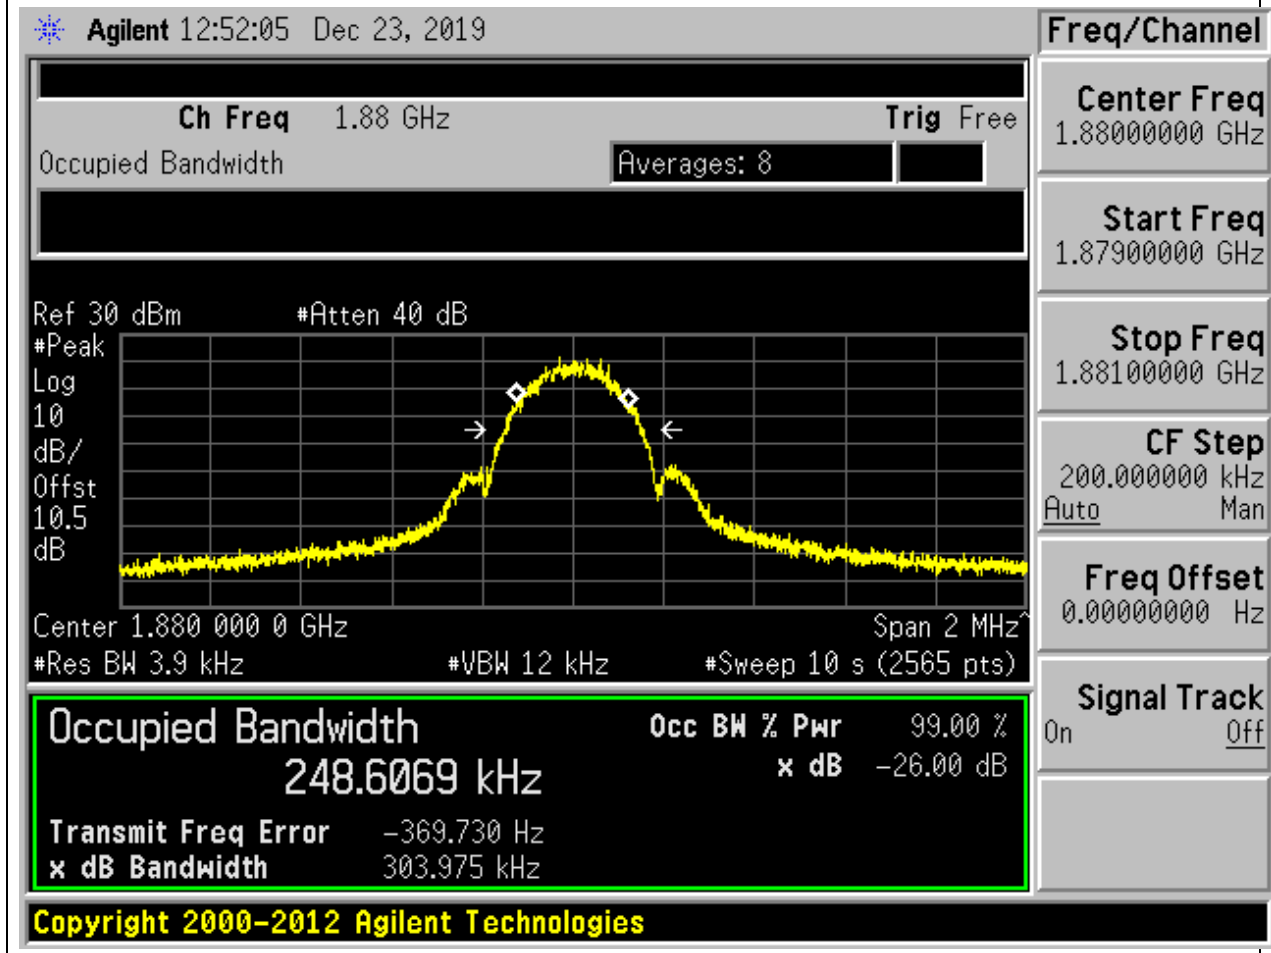 Agilent 12:52:05 Dec 23, 2019
Freq/Channel
Ch Freq 1.88 GHz Trig Free
Occupied Bandwidth Averages: 8
Center Freq
1.88000000 GHz
Start Freq
1.87900000 GHz
Stop Freq
1.88100000 GHz
CF Step
200.000000 kHz
Auto Man
Freq Offset
0.00000000 Hz
Signal Track
On Off
Ref 30 dBm #Atten 40 dB
#Peak
Log
10
dB/
Offst
10.5
dB
Center 1.880 000 0 GHz Span 2 MHz^
#Res BW 3.9 kHz #VBW 12 kHz #Sweep 10 s (2565 pts)
Occupied Bandwidth Occ BW % Pwr 99.00 %
248.6069 kHz x dB -26.00 dB
Transmit Freq Error -369.730 Hz
x dB Bandwidth 303.975 kHz
Copyright 2000-2012 Agilent Technologies